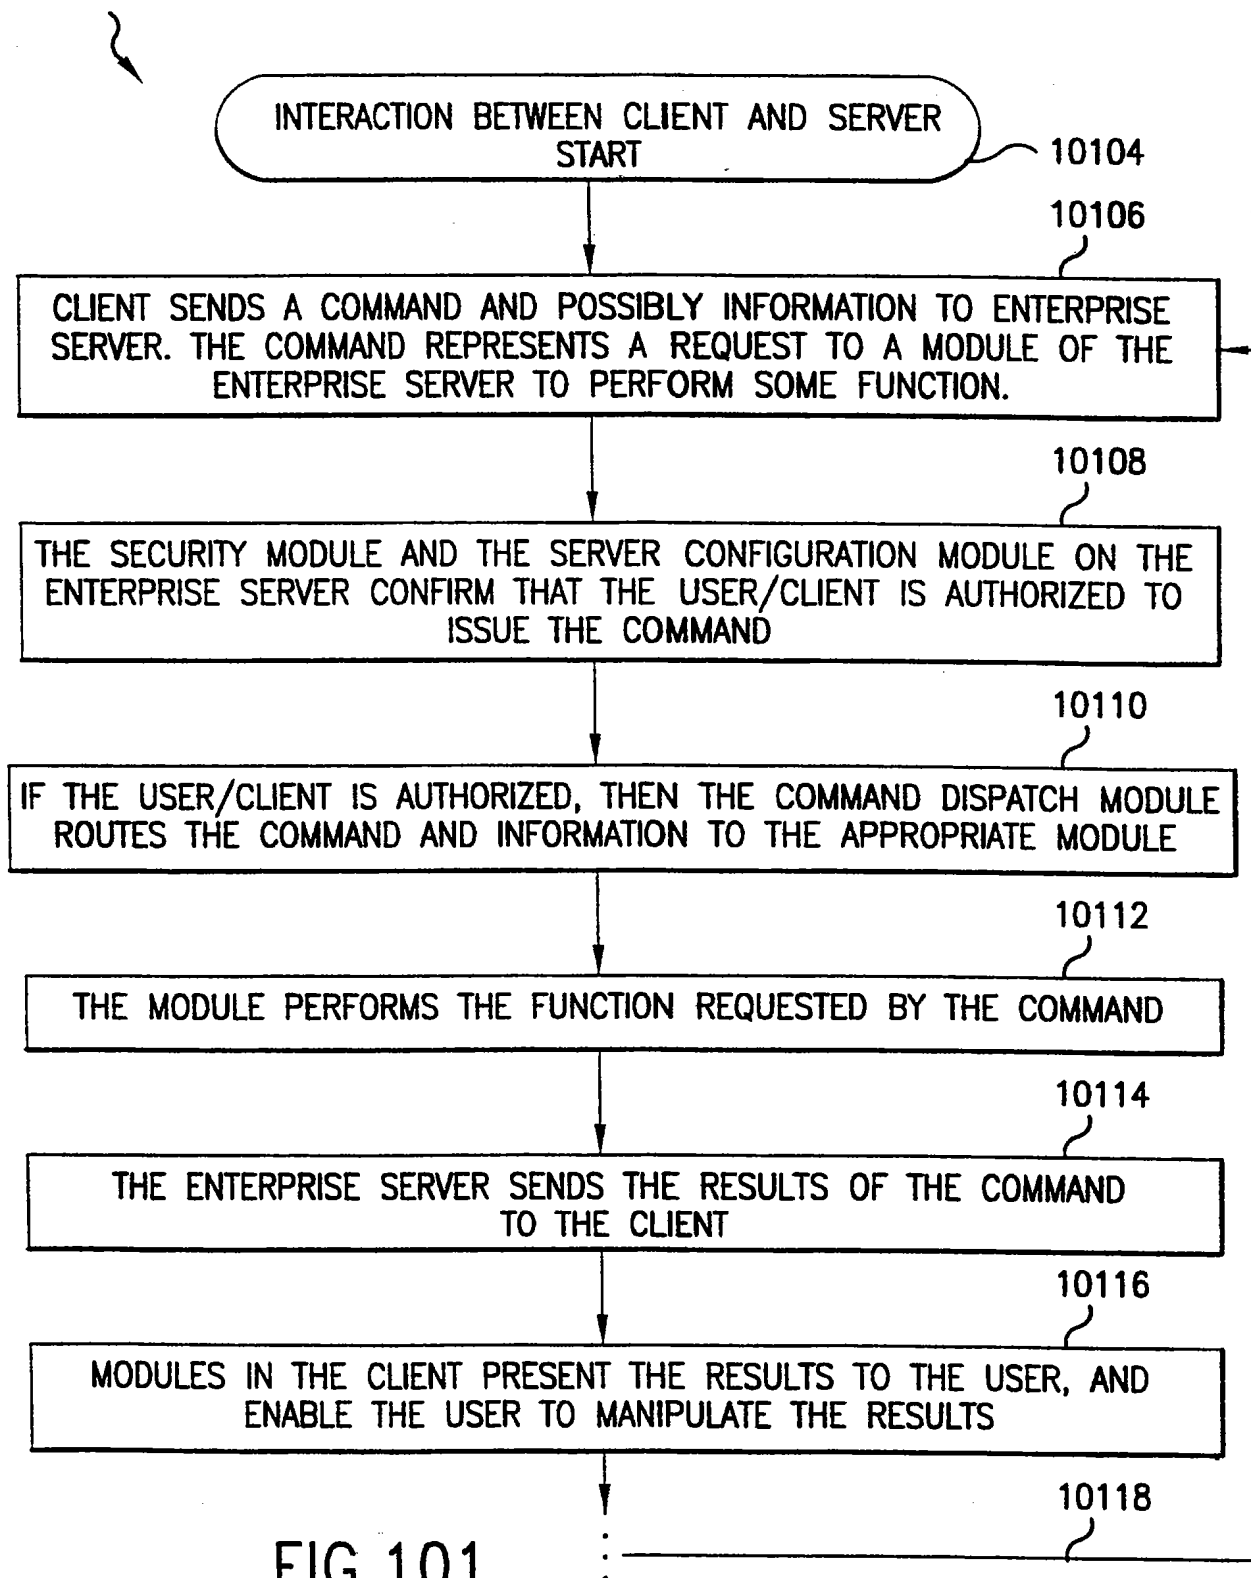 INTERACTION BETWEEN CLIENT AND SERVER
START
10104
10106
CLIENT SENDS A COMMAND AND POSSIBLY INFORMATION TO ENTERPRISE
SERVER. THE COMMAND REPRESENTS A REQUEST TO A MODULE OF THE
ENTERPRISE SERVER TO PERFORM SOME FUNCTION.
10108
THE SECURITY MODULE AND THE SERVER CONFIGURATION MODULE ON THE
ENTERPRISE SERVER CONFIRM THAT THE USER/CLIENT IS AUTHORIZED TO
ISSUE THE COMMAND
10110
IF THE USER/CLIENT IS AUTHORIZED, THEN THE COMMAND DISPATCH MODULE
ROUTES THE COMMAND AND INFORMATION TO THE APPROPRIATE MODULE
10112
THE MODULE PERFORMS THE FUNCTION REQUESTED BY THE COMMAND
10114
THE ENTERPRISE SERVER SENDS THE RESULTS OF THE COMMAND
TO THE CLIENT
10116
MODULES IN THE CLIENT PRESENT THE RESULTS TO THE USER, AND
ENABLE THE USER TO MANIPULATE THE RESULTS
10118
FIG.101